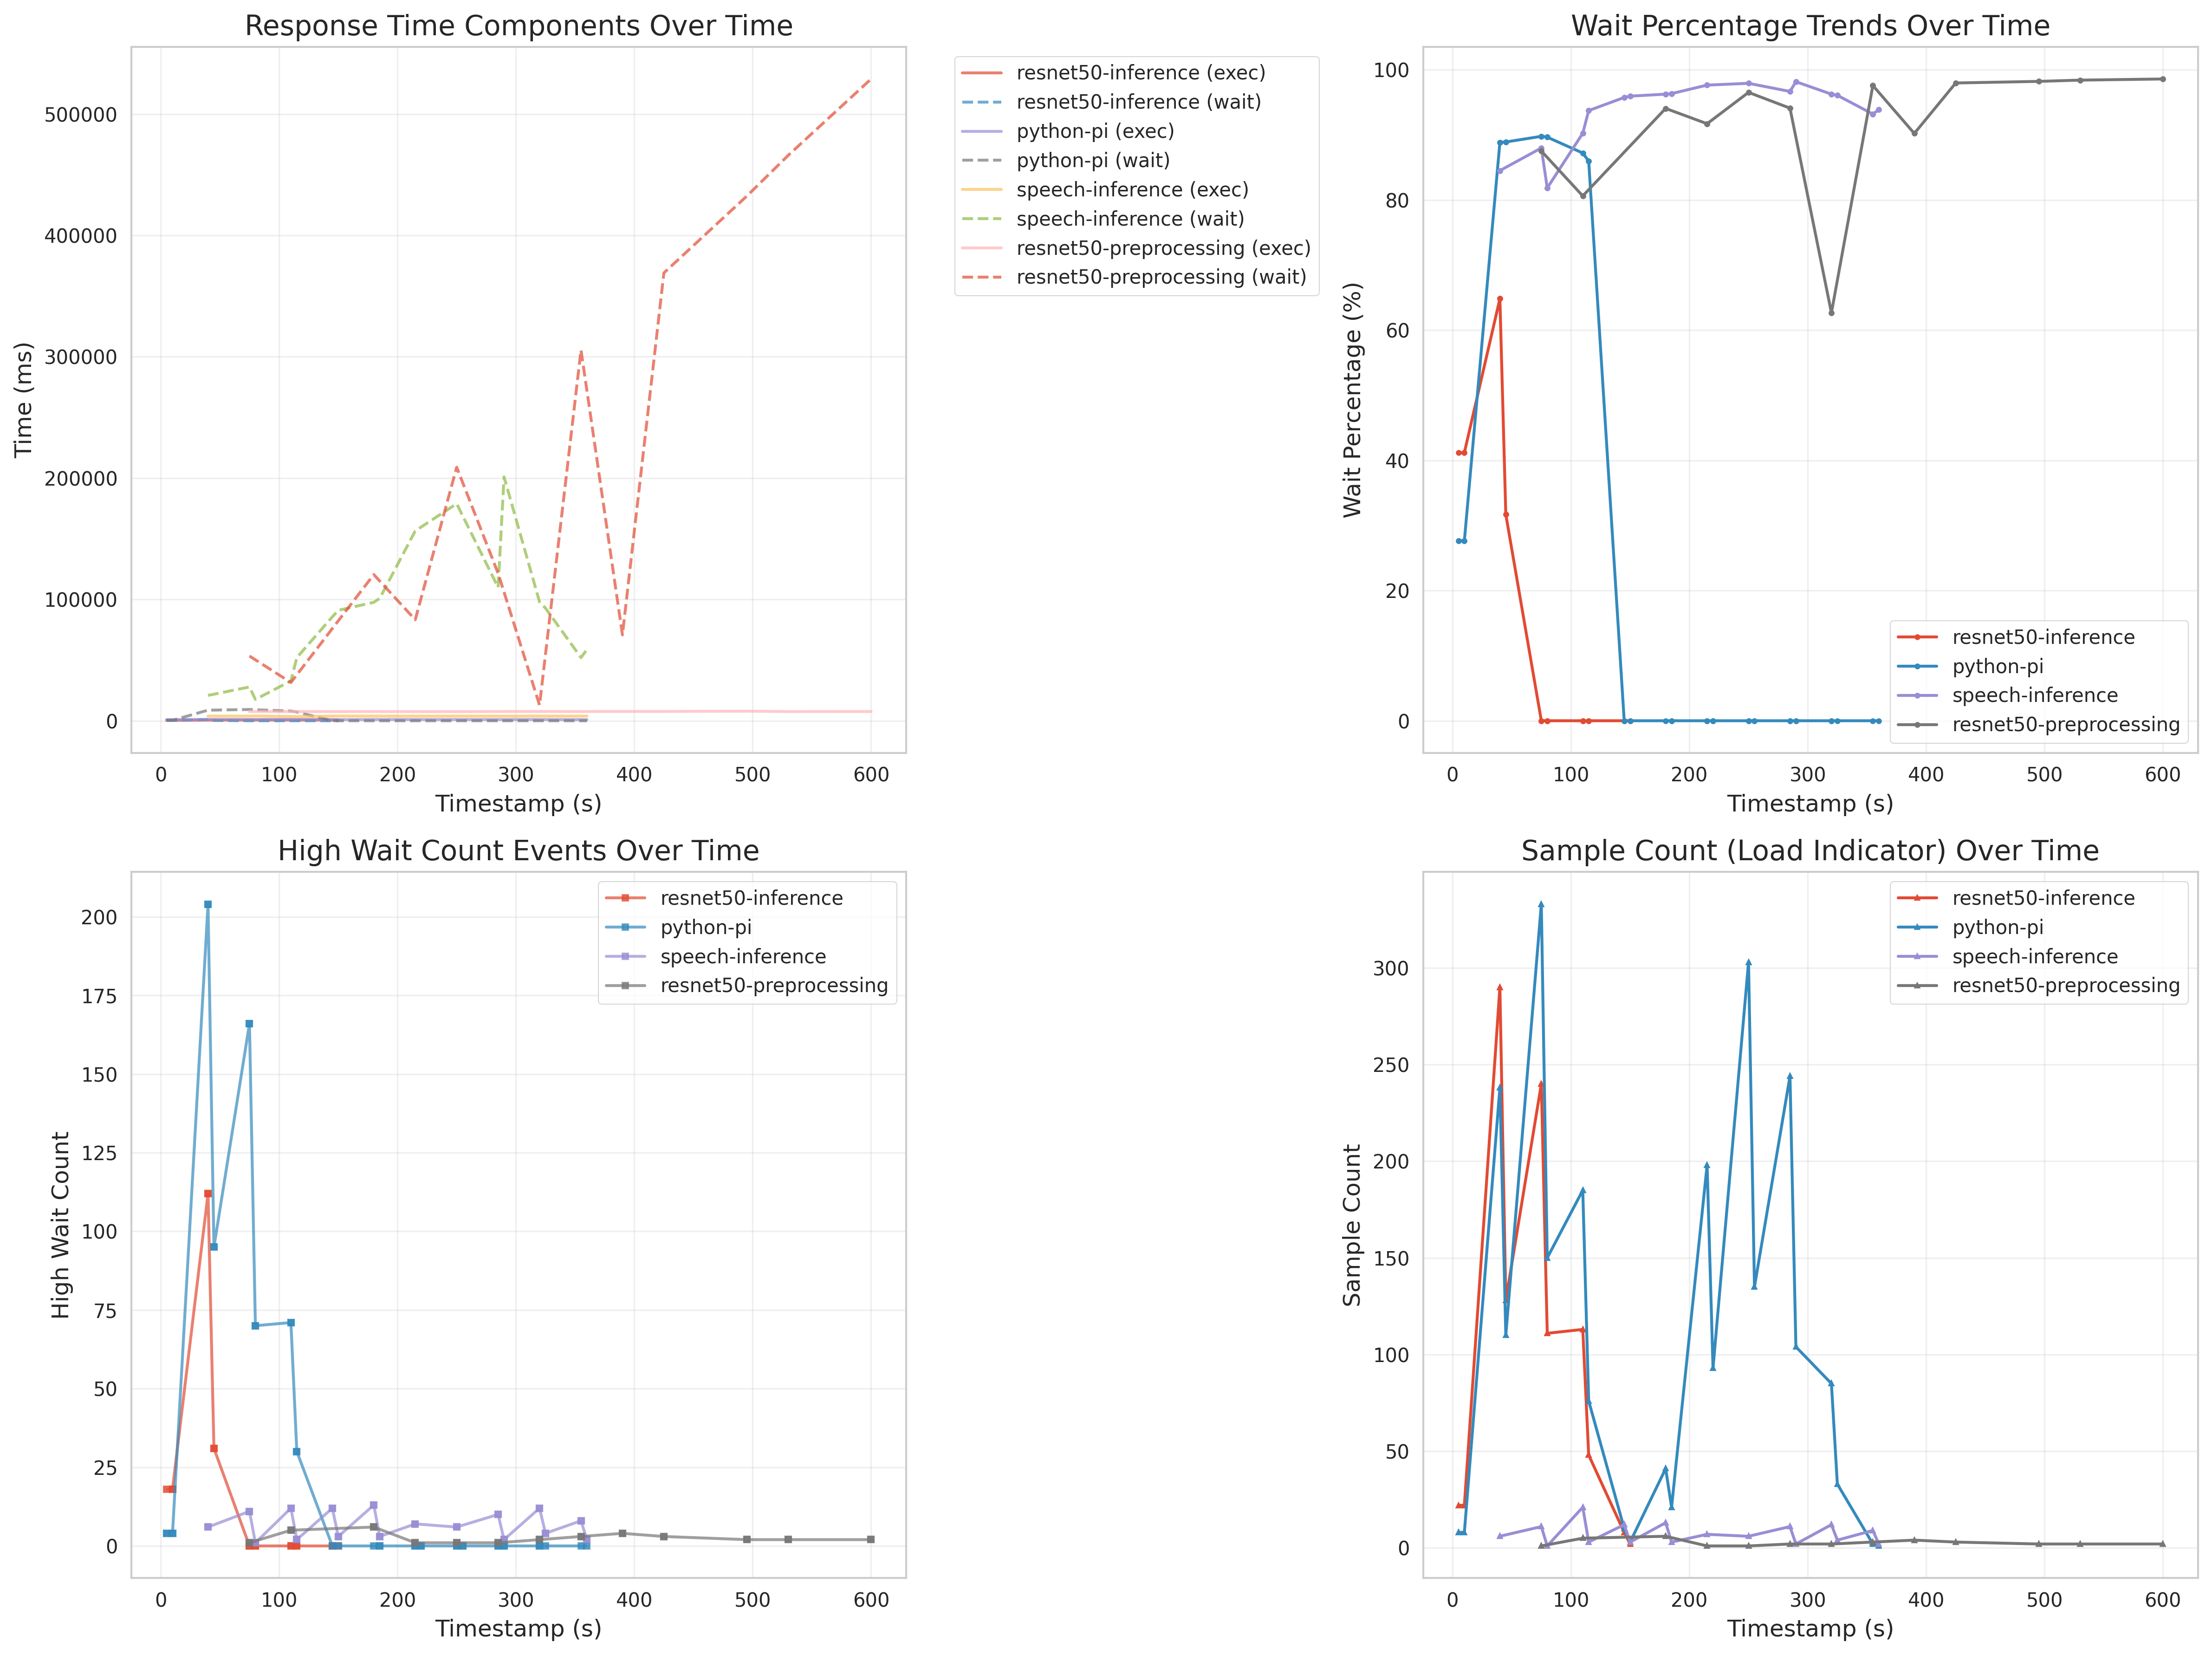 Response Time Components Over Time
500000
400000
300000
200000
100000
0
0 100 200 300 400 500 600
Time (ms)
Timestamp (s)
resnet50-inference (exec)
resnet50-inference (wait)
python-pi (exec)
python-pi (wait)
speech-inference (exec)
speech-inference (wait)
resnet50-preprocessing (exec)
resnet50-preprocessing (wait)
Wait Percentage Trends Over Time
100
80
60
40
20
0
0 100 200 300 400 500 600
Wait Percentage (%)
Timestamp (s)
resnet50-inference
python-pi
speech-inference
resnet50-preprocessing
High Wait Count Events Over Time
200
175
150
125
100
75
50
25
0
0 100 200 300 400 500 600
High Wait Count
Timestamp (s)
resnet50-inference
python-pi
speech-inference
resnet50-preprocessing
Sample Count (Load Indicator) Over Time
300
250
200
150
100
50
0
0 100 200 300 400 500 600
Sample Count
Timestamp (s)
resnet50-inference
python-pi
speech-inference
resnet50-preprocessing